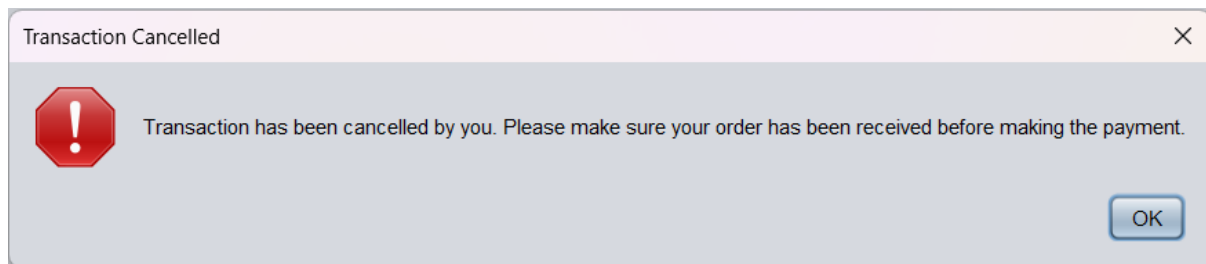 Transaction Cancelled
Transaction has been cancelled by you. Please make sure your order has been received before making the payment.
OK